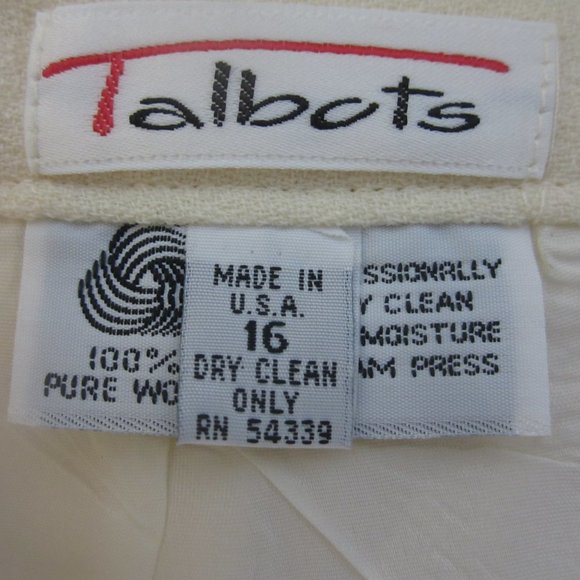 Talbots
100%
PURE WO
MADE IN
U.S.A.
16
DRY CLEAN
ONLY
RN 54339
SSIONALLY
Y CLEAN
MOISTURE
AM PRESS